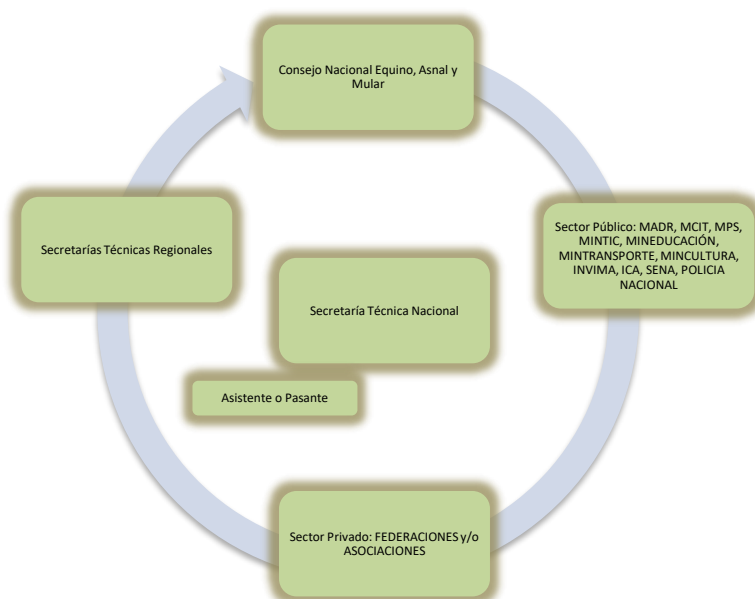 Consejo Nacional Equino, Asnal y
Mular
Sector Público: MADR, MCIT, MPS,
MINTIC, MINEDUCACIÓN,
MINTRANSPORTE, MINCULTURA,
INVIMA, ICA, SENA, POLICIA
NACIONAL
Secretarías Técnicas Regionales
Secretaría Técnica Nacional
Asistente o Pasante
Sector Privado: FEDERACIONES y/o
ASOCIACIONES